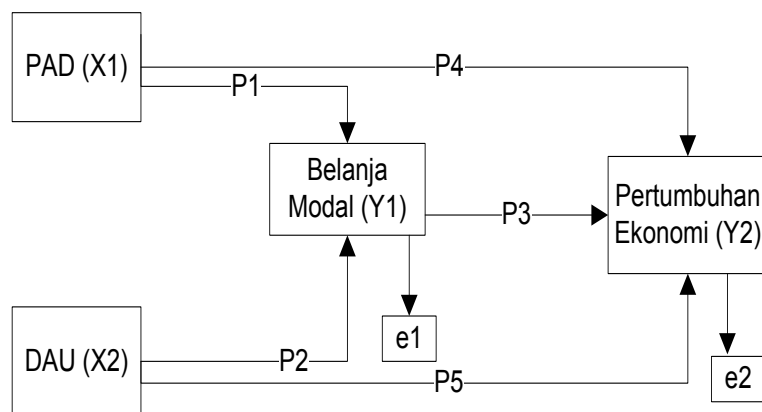 PAD (X1)
P4
P1
Belanja
Modal (Y1)
Pertumbuhan
Ekonomi (Y2)
P3
DAU (X2)
P2
e1
P5
e2